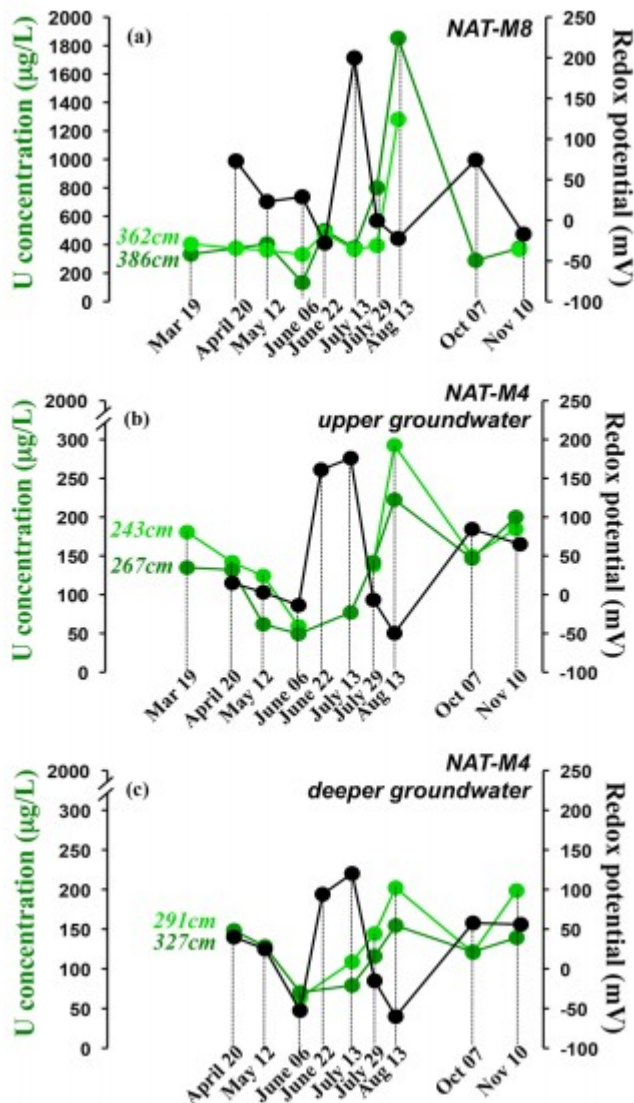 (a)
NAT-M8
U concentration (µg/L)
2000
1800
1600
1400
1200
1000
800
600
400
200
0
362cm
386cm
Redox potential (mV)
250
200
150
100
50
0
-50
-100
Mar 19
April 20
May 12
June 06
June 22
July 13
July 29
Aug 13
Oct 07
Nov 10
(b)
NAT-M4
upper groundwater
U concentration (µg/L)
2000
300
250
200
150
100
50
0
243cm
267cm
Redox potential (mV)
250
200
150
100
50
0
-50
-100
Mar 19
April 20
May 12
June 06
June 22
July 13
July 29
Aug 13
Oct 07
Nov 10
(c)
NAT-M4
deeper groundwater
U concentration (µg/L)
2000
300
250
200
150
100
50
0
291cm
327cm
Redox potential (mV)
250
200
150
100
50
0
-50
-100
April 20
May 12
June 06
June 22
July 13
July 29
Aug 13
Oct 07
Nov 10